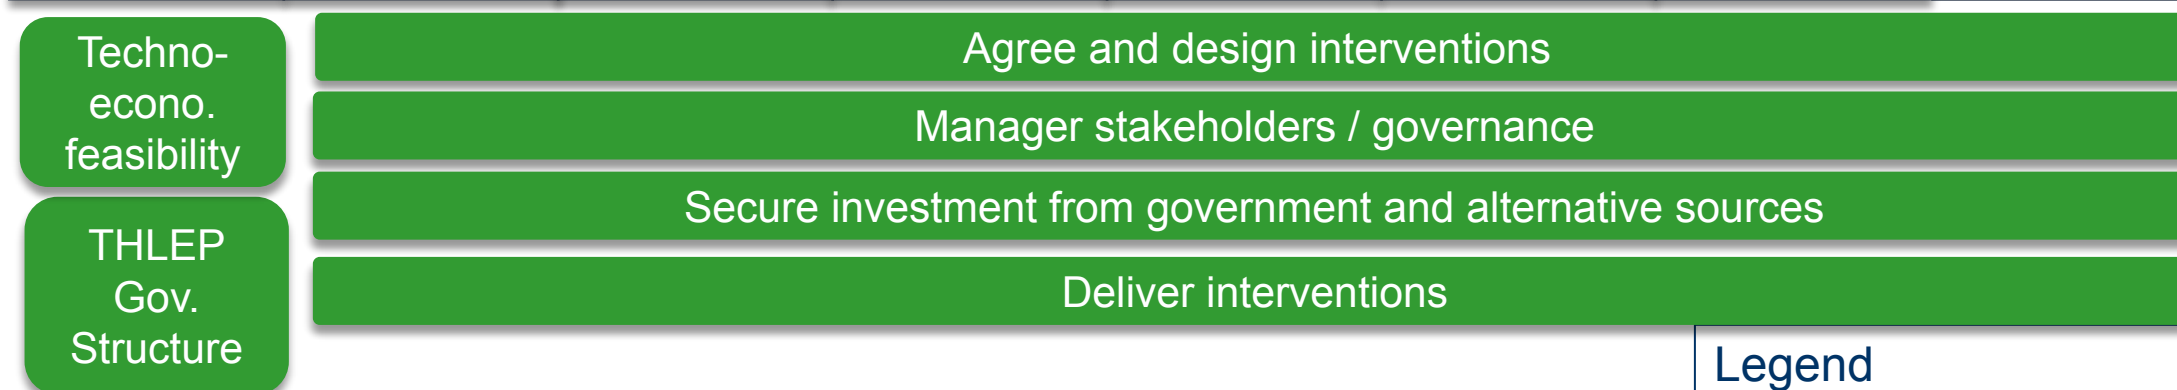 Techno-
econo.
feasibility
THLEP
Gov.
Structure
Agree and design interventions
Manager stakeholders / governance
Secure investment from government and alternative sources
Deliver interventions
Legend